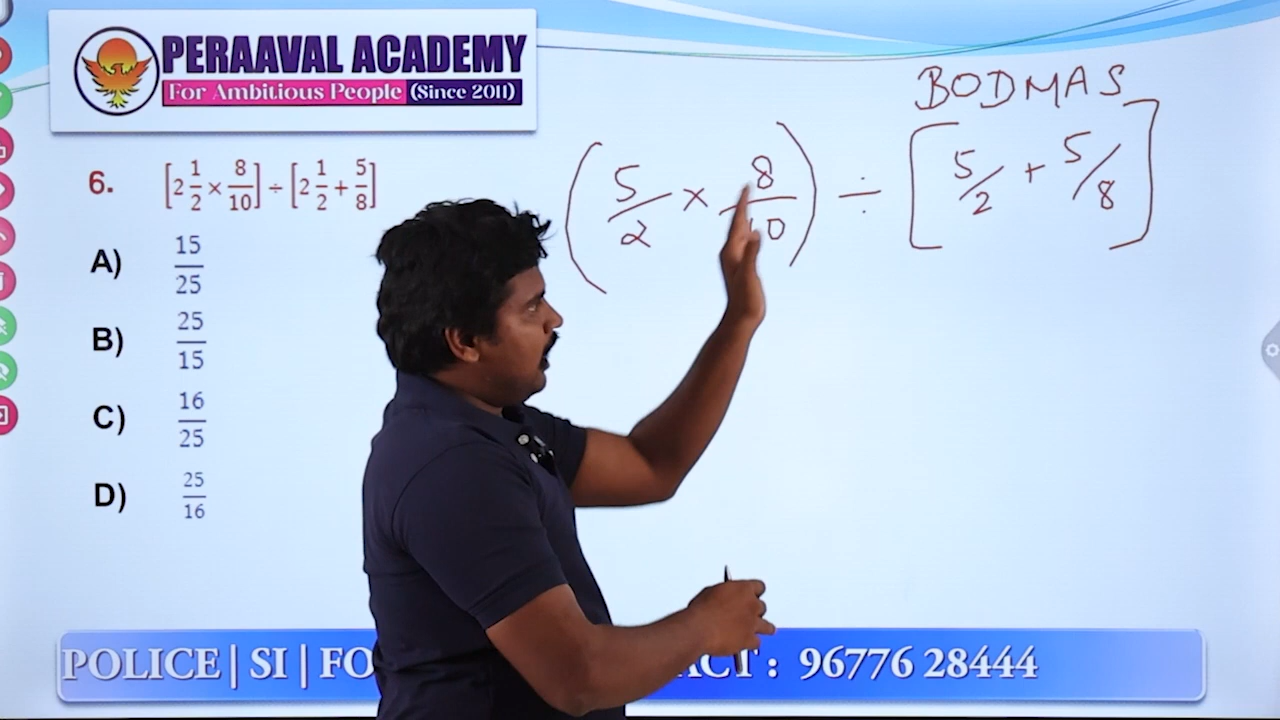 PERAAVAL ACADEMY
For Ambitious People (Since 2011)
BODMAS
6. [2 1/2 × 8/10] ÷ [2 1/2 + 5/8]
(5/2 × 8/10) ÷ [5/2 + 5/8]
A) 15/25
B) 25/15
C) 16/25
D) 25/16
POLICE | SI | FO
ACT : 96776 28444